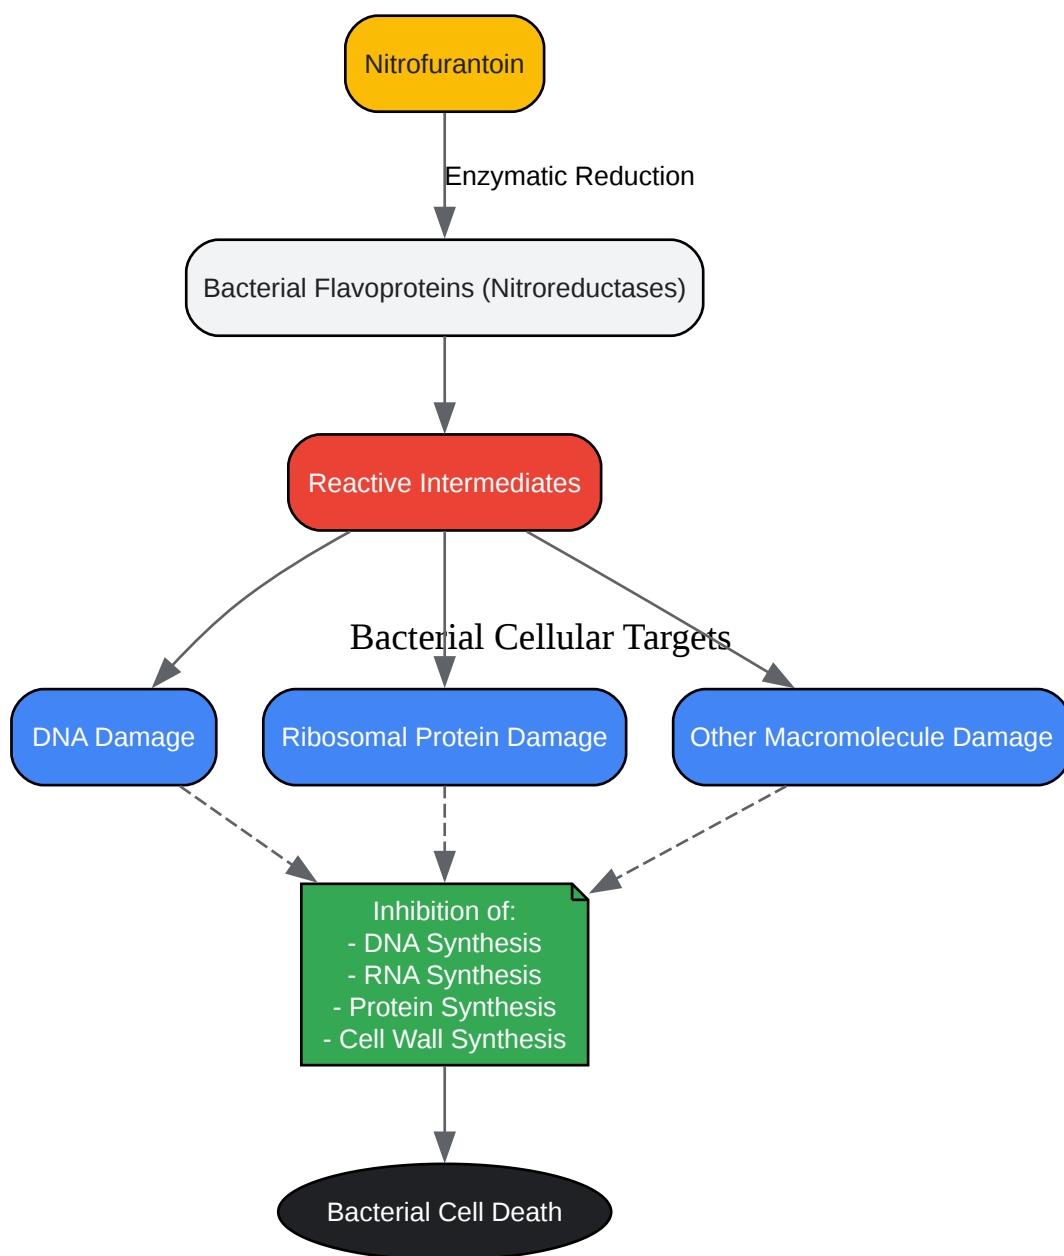 Nitrofurantoin
Enzymatic Reduction
Bacterial Flavoproteins (Nitroreductases)
Reactive Intermediates
Bacterial Cellular Targets
DNA Damage
Ribosomal Protein Damage
Other Macromolecule Damage
Inhibition of:
- DNA Synthesis
- RNA Synthesis
- Protein Synthesis
- Cell Wall Synthesis
Bacterial Cell Death